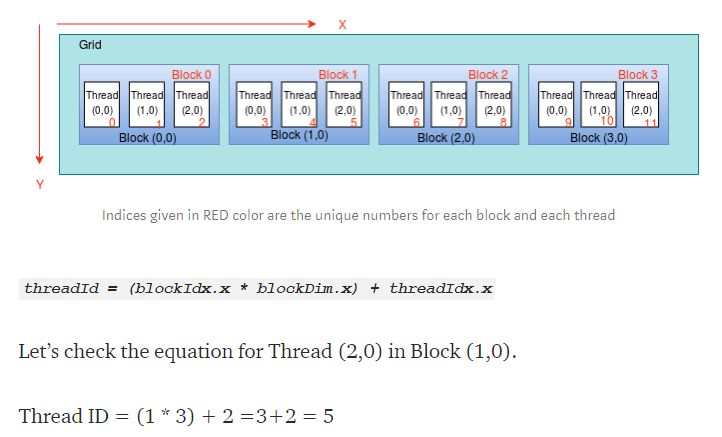 X
Grid
Block 0 Block 1 Block 2 Block 3
Thread Thread Thread Thread Thread Thread Thread Thread Thread Thread Thread Thread
(0,0) (1,0) (2,0) (0,0) (1,0) (2,0) (0,0) (1,0) (2,0) (0,0) (1,0) (2,0)
0 1 2 3 4 5 6 7 8 9 10 11
Block (0,0) Block (1,0) Block (2,0) Block (3,0)
Y
Indices given in RED color are the unique numbers for each block and each thread
threadId = (blockIdx.x * blockDim.x) + threadIdx.x
Let’s check the equation for Thread (2,0) in Block (1,0).
Thread ID = (1 * 3) + 2 =3+2 = 5